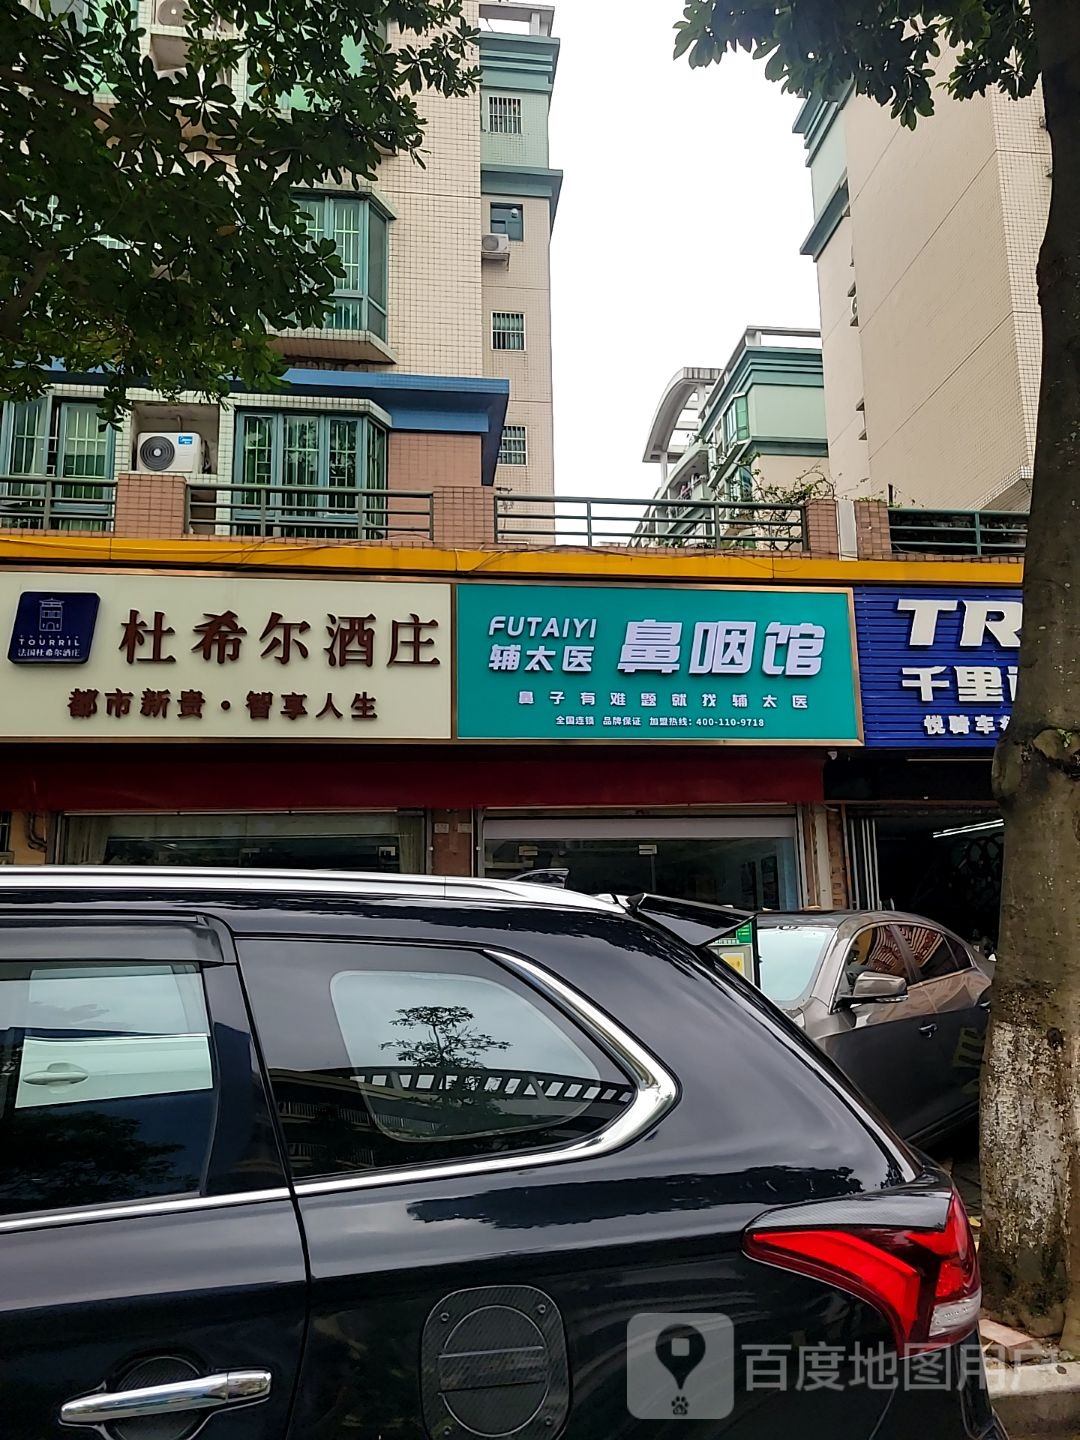 TOURRIL
法国杜希尔酒庄
杜希尔酒庄
都市新贵·智享人生
FUTAIYI
辅太医
鼻咽馆
鼻子有难题就找辅太医
全国连锁 品牌保证 加盟热线：400-110-9718
TR
千里
悦骑车
百度地图用户